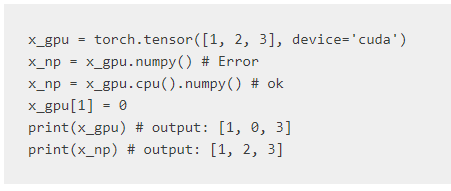 x_gpu = torch.tensor([1, 2, 3], device='cuda')
x_np = x_gpu.numpy() # Error
x_np = x_gpu.cpu().numpy() # ok
x_gpu[1] = 0
print(x_gpu) # output: [1, 0, 3]
print(x_np) # output: [1, 2, 3]